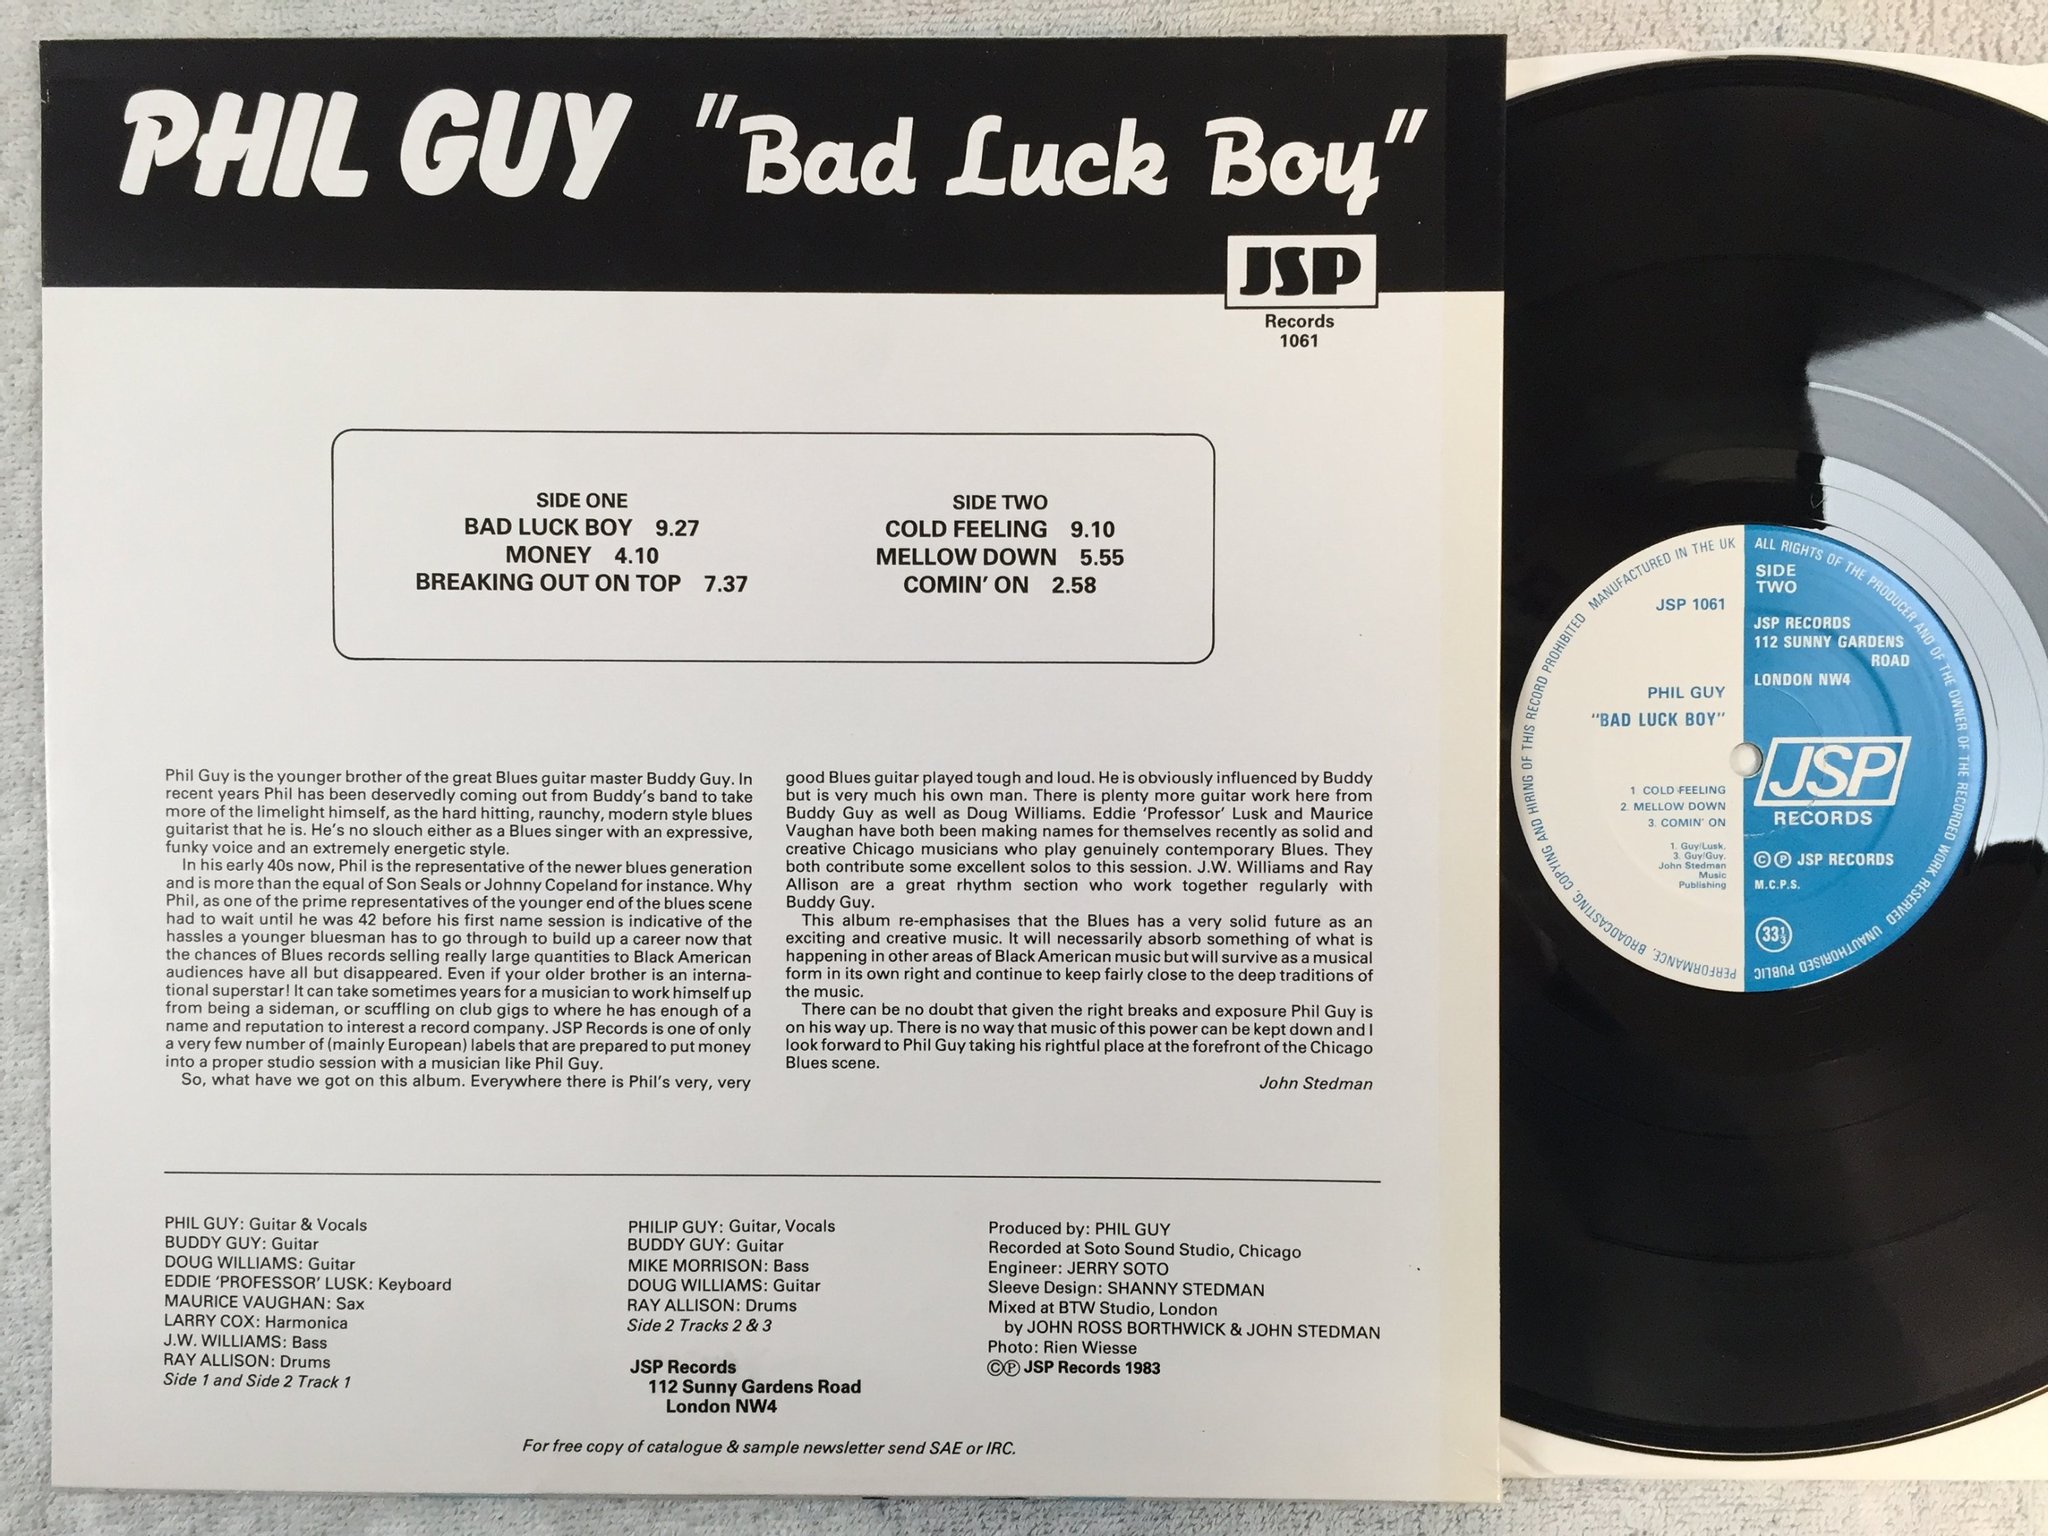 PHIL GUY "Bad Luck Boy"
JSP
Records
1061
SIDE ONE
BAD LUCK BOY 9.27
MONEY 4.10
BREAKING OUT ON TOP 7.37
SIDE TWO
COLD FEELING 9.10
MELLOW DOWN 5.55
COMIN' ON 2.58
Phil Guy is the younger brother of the great Blues guitar master Buddy Guy. In
recent years Phil has been deservedly coming out from Buddy's band to take
more of the limelight himself, as the hard hitting, raunchy, modern style blues
guitarist that he is. He's no slouch either as a Blues singer with an expressive,
funky voice and an extremely energetic style.
In his early 40s now, Phil is the representative of the newer blues generation
and is more than the equal of Son Seals or Johnny Copeland for instance. Why
Phil, as one of the prime representatives of the younger end of the blues scene
had to wait until he was 42 before his first name session is indicative of the
hassles a younger bluesman has to go through to build up a career now that
the chances of Blues records selling really large quantities to Black American
audiences have all but disappeared. Even if your older brother is an interna-
tional superstar! It can take sometimes years for a musician to work himself up
from being a sideman, or scuffling on club gigs to where he has enough of a
name and reputation to interest a record company. JSP Records is one of only
a very few number of (mainly European) labels that are prepared to put money
into a proper studio session with a musician like Phil Guy.
So, what have we got on this album. Everywhere there is Phil's very, very
good Blues guitar played tough and loud. He is obviously influenced by Buddy
but is very much his own man. There is plenty more guitar work here from
Buddy Guy as well as Doug Williams. Eddie 'Professor' Lusk and Maurice
Vaughan have both been making names for themselves recently as solid and
creative Chicago musicians who play genuinely contemporary Blues. They
both contribute some excellent solos to this session. J.W. Williams and Ray
Allison are a great rhythm section who work together regularly with
Buddy Guy.
This album re-emphasises that the Blues has a very solid future as an
exciting and creative music. It will necessarily absorb something of what is
happening in other areas of Black American music but will survive as a musical
form in its own right and continue to keep fairly close to the deep traditions of
the music.
There can be no doubt that given the right breaks and exposure Phil Guy is
on his way up. There is no way that music of this power can be kept down and I
look forward to Phil Guy taking his rightful place at the forefront of the Chicago
Blues scene.
John Stedman
PHIL GUY: Guitar & Vocals
BUDDY GUY: Guitar
DOUG WILLIAMS: Guitar
EDDIE 'PROFESSOR' LUSK: Keyboard
MAURICE VAUGHAN: Sax
LARRY COX: Harmonica
J.W. WILLIAMS: Bass
RAY ALLISON: Drums
Side 1 and Side 2 Track 1
PHILIP GUY: Guitar, Vocals
BUDDY GUY: Guitar
MIKE MORRISON: Bass
DOUG WILLIAMS: Guitar
RAY ALLISON: Drums
Side 2 Tracks 2 & 3
JSP Records
112 Sunny Gardens Road
London NW4
Produced by: PHIL GUY
Recorded at Soto Sound Studio, Chicago
Engineer: JERRY SOTO
Sleeve Design: SHANNY STEDMAN
Mixed at BTW Studio, London
by JOHN ROSS BORTHWICK & JOHN STEDMAN
Photo: Rien Wiesse
©℗ JSP Records 1983
For free copy of catalogue & sample newsletter send SAE or IRC.
MANUFACTURED IN THE UK
ALL RIGHTS OF THE PRODUCER AND OF THE OWNER OF THE RECORDED WORK RESERVED
UNAUTHORISED PUBLIC PERFORMANCE, BROADCASTING, COPYING AND HIRING OF THIS RECORD PROHIBITED
JSP 1061
PHIL GUY
"BAD LUCK BOY"
1 COLD FEELING
2. MELLOW DOWN
3. COMIN' ON
1. Guy/Lusk,
3. Guy/Guy.
John Stedman
Music
Publishing
SIDE
TWO
JSP RECORDS
112 SUNNY GARDENS
ROAD
LONDON NW4
JSP
RECORDS
©℗ JSP RECORDS
M.C.P.S.
33⅓